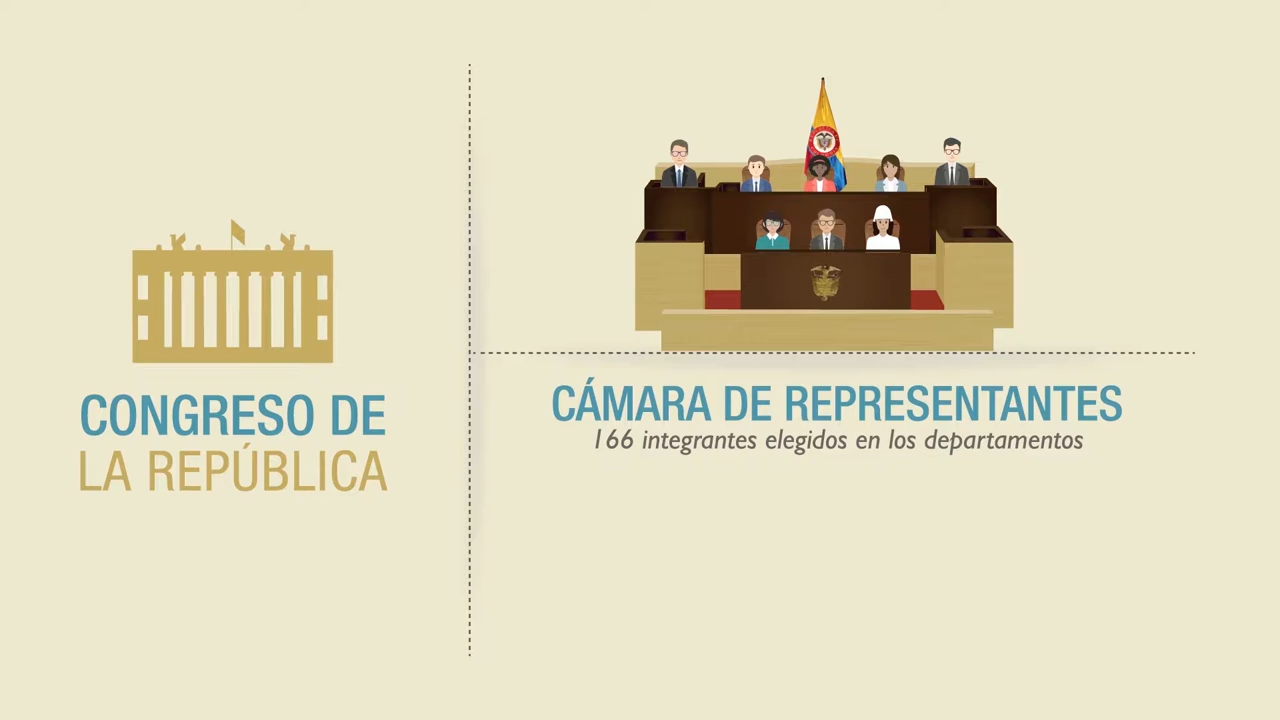 CONGRESO DE
LA REPÚBLICA
CÁMARA DE REPRESENTANTES
166 integrantes elegidos en los departamentos